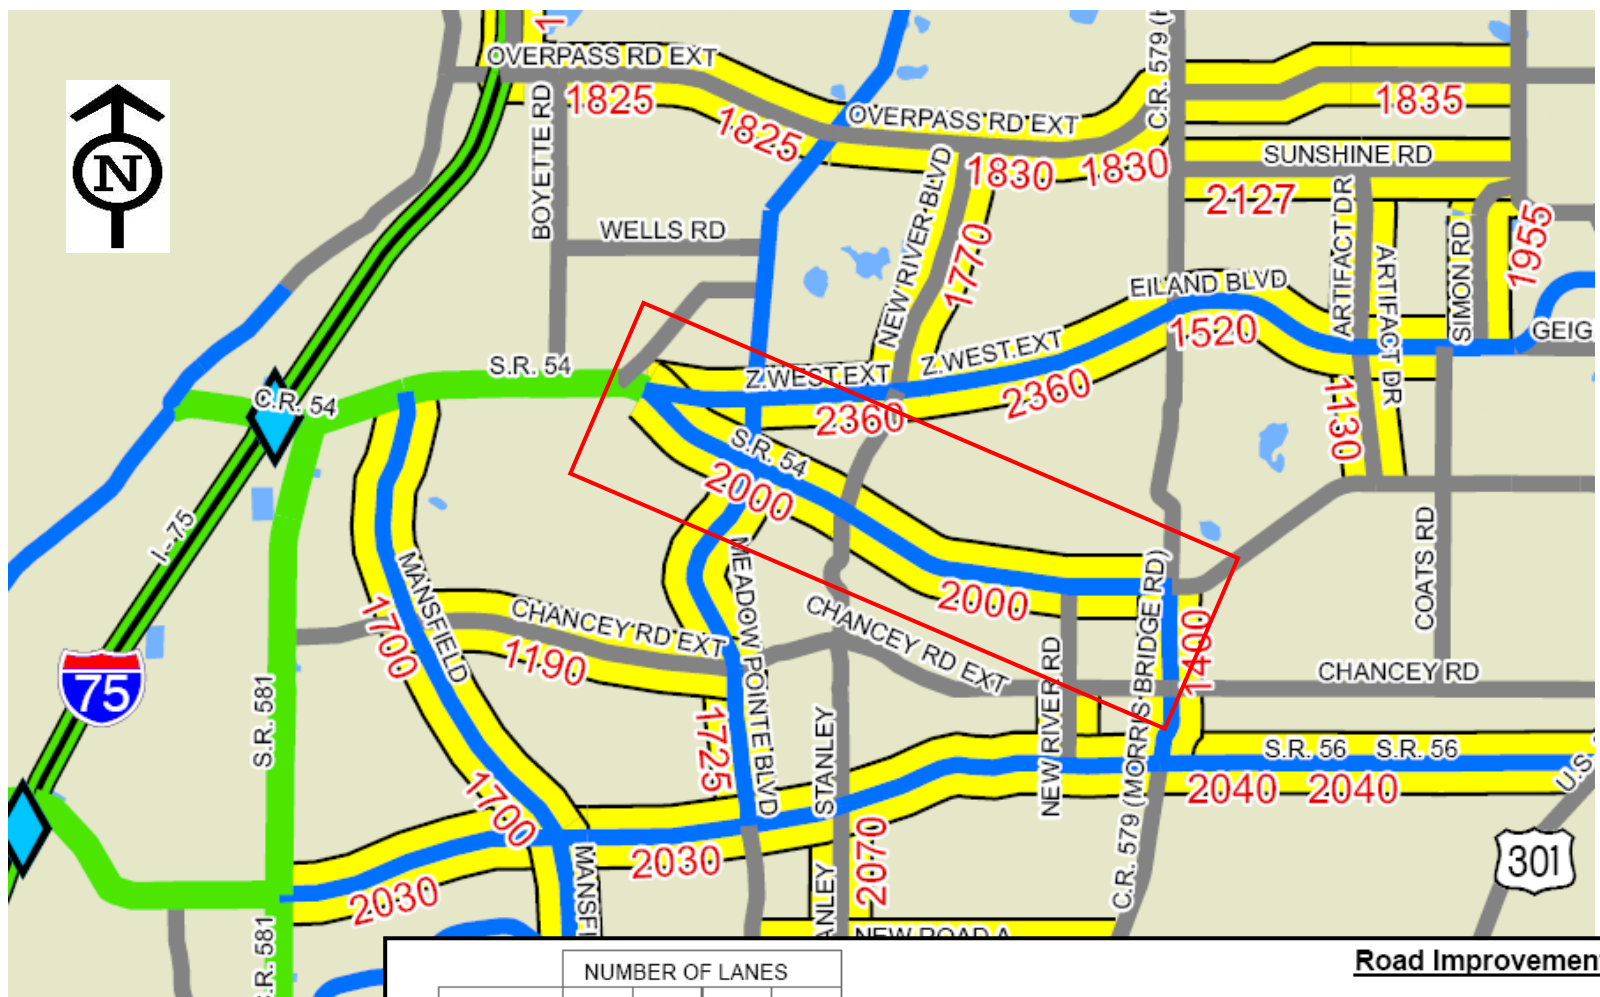 1
OVERPASS RD EXT
1825
1825
OVERPASS RD EXT
1830
1830
C.R. 579
1835
SUNSHINE RD
2127
N
BOYETTE RD
WELLS RD
NEW RIVER BLVD
1770
EILAND BLVD
1520
ARTIFACT DR
ARTIFACT DR
SIMON RD
1955
GEIG
1130
S.R. 54
C.R. 54
Z.WEST.EXT
Z.WEST.EXT
2360
2360
S.R. 54
2000
2000
I-75
MANSFIELD
1700
1700
CHANCEY RD EXT
1190
MEADOW POINTE BLVD
1725
CHANCEY RD EXT
NEW RIVER RD
C.R. 579 (MORRIS BRIDGE RD)
1400
COATS RD
CHANCEY RD
75
S.R. 581
STANLEY
S.R. 56
S.R. 56
2040
2040
U.S.
2030
2030
2070
ANLEY
MANSFI
301
S.R. 581
NEW ROAD A
NUMBER OF LANES
Road Improvement